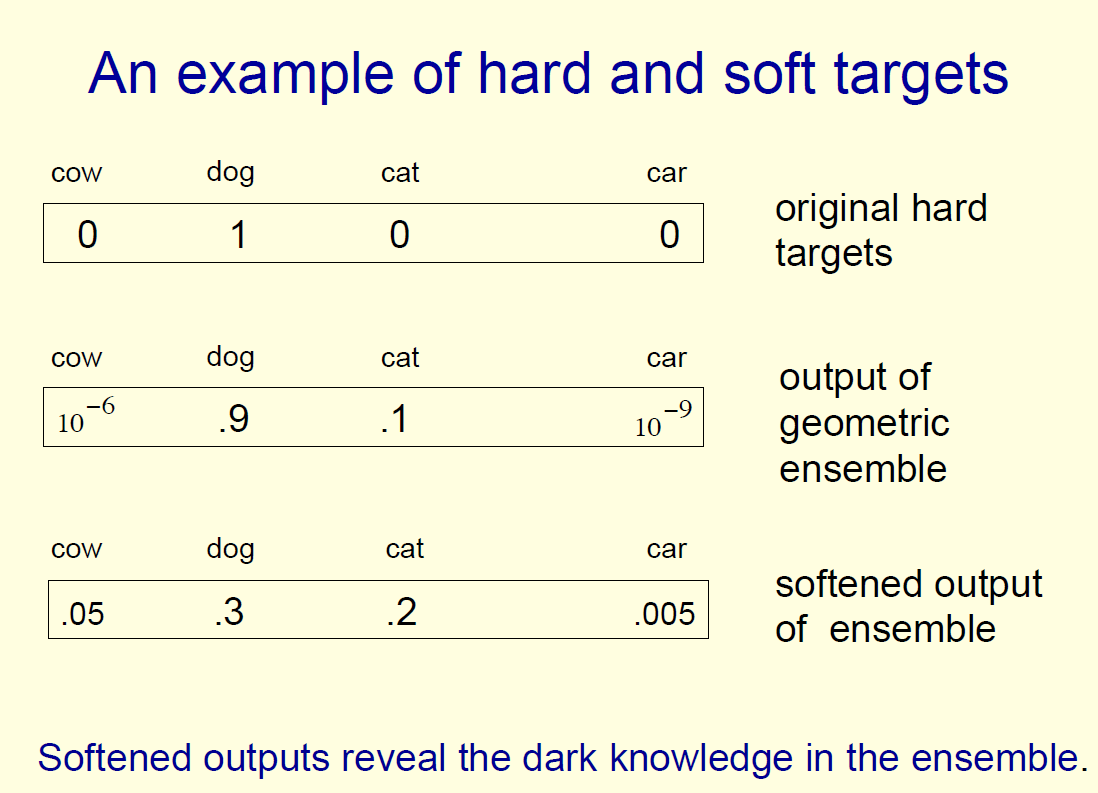 An example of hard and soft targets
cow dog cat car
0 1 0 0
original hard
targets
cow dog cat car
10⁻⁶ .9 .1 10⁻⁹
output of
geometric
ensemble
cow dog cat car
.05 .3 .2 .005
softened output
of ensemble
Softened outputs reveal the dark knowledge in the ensemble.